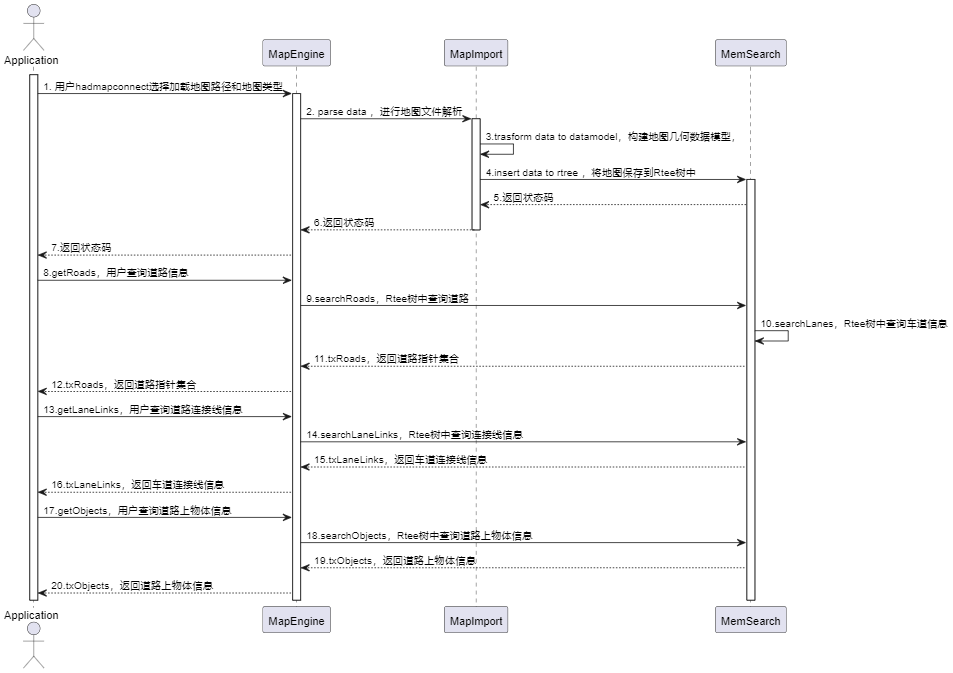 Application
MapEngine
MapImport
MemSearch
1. 用户hadmapconnect选择加载地图路径和地图类型
2. parse data ，进行地图文件解析
3.trasform data to datamodel，构建地图几何数据模型，
4.insert data to rtree ，将地图保存到Rtee树中
5.返回状态码
6.返回状态码
7.返回状态码
8.getRoads，用户查询道路信息
9.searchRoads，Rtee树中查询道路
10.searchLanes，Rtee树中查询车道信息
11.txRoads，返回道路指针集合
12.txRoads，返回道路指针集合
13.getLaneLinks，用户查询道路连接线信息
14.searchLaneLinks，Rtee树中查询连接线信息
15.txLaneLinks，返回车道连接线信息
16.txLaneLinks，返回车道连接线信息
17.getObjects，用户查询道路上物体信息
18.searchObjects，Rtee树中查询道路上物体信息
19.txObjects，返回道路上物体信息
20.txObjects，返回道路上物体信息
Application
MapEngine
MapImport
MemSearch